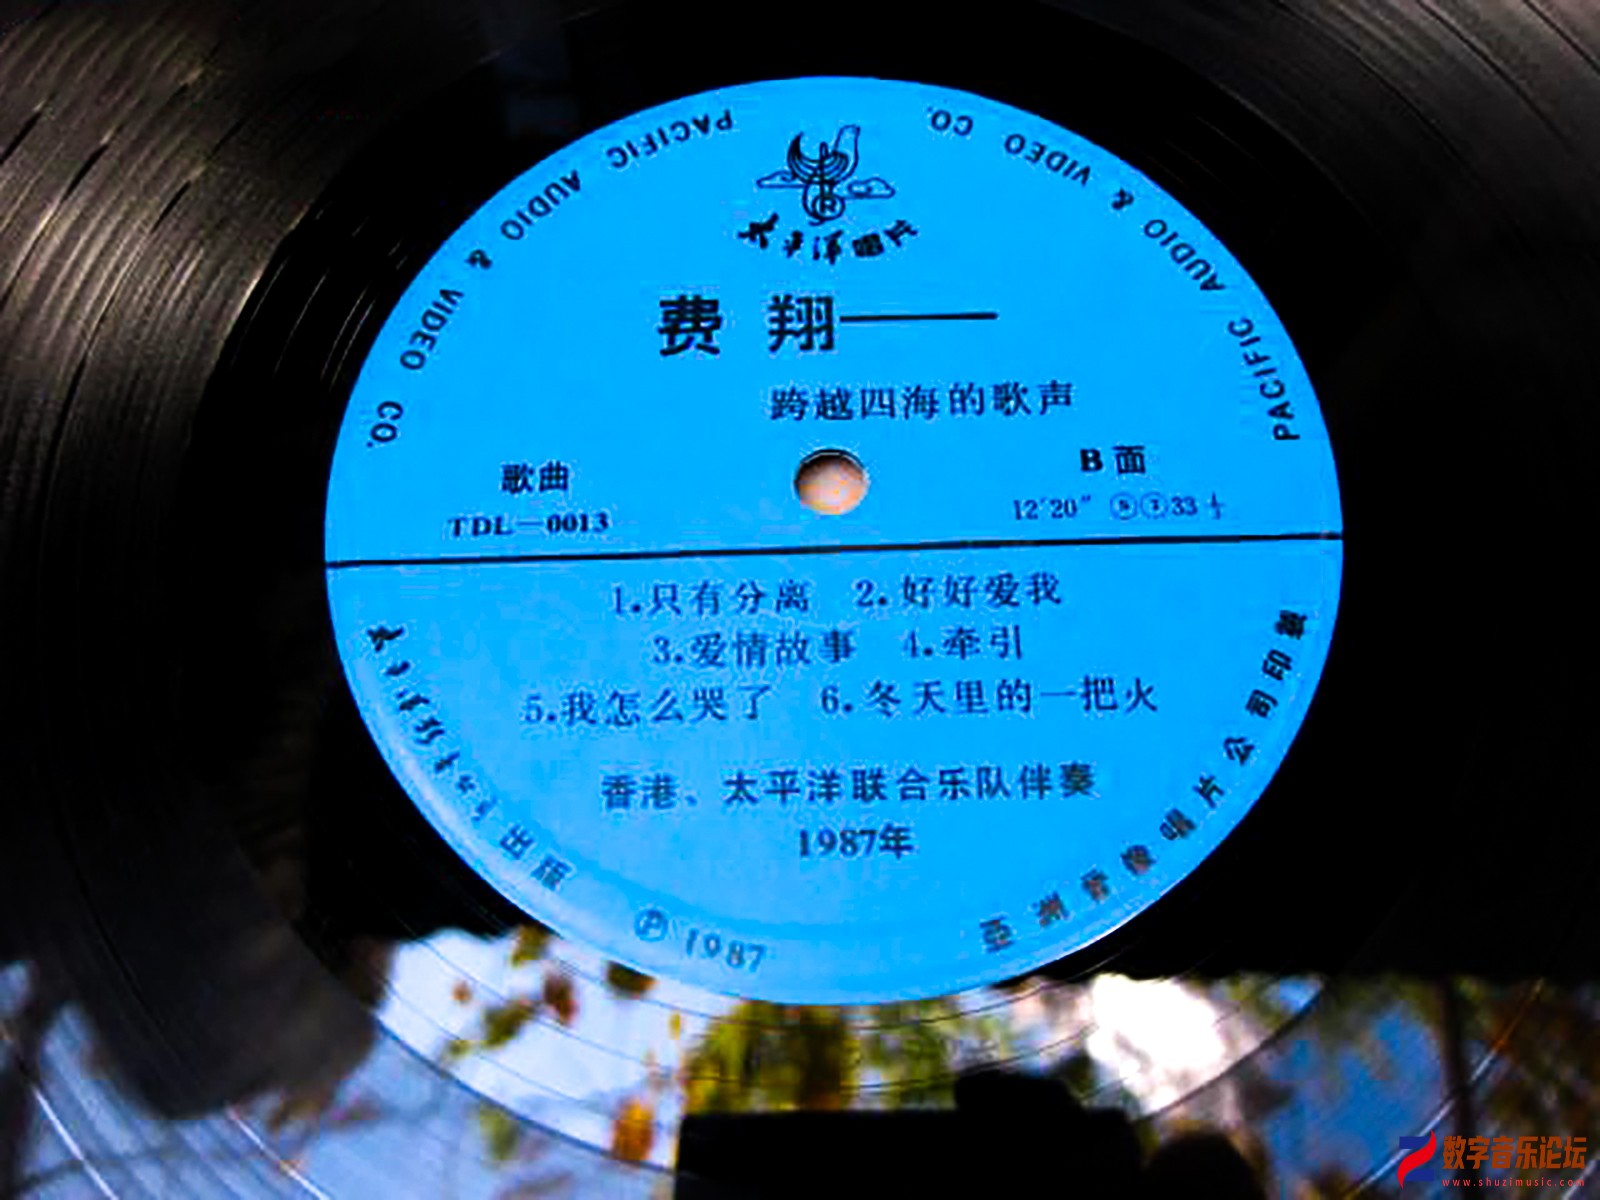 PACIFIC AUDIO & VIDEO CO.
PACIFIC AUDIO & VIDEO CO.
太平洋唱片
费翔——
跨越四海的歌声
歌曲
TDL—0013
B面
12′20″ 33⅓
1.只有分离 2.好好爱我
3.爱情故事 4.牵引
5.我怎么哭了 6.冬天里的一把火
香港、太平洋联合乐队伴奏
1987年
出版
Ⓟ 1987
唱片公司印製
数字音乐论坛
www.shuzimusic.com